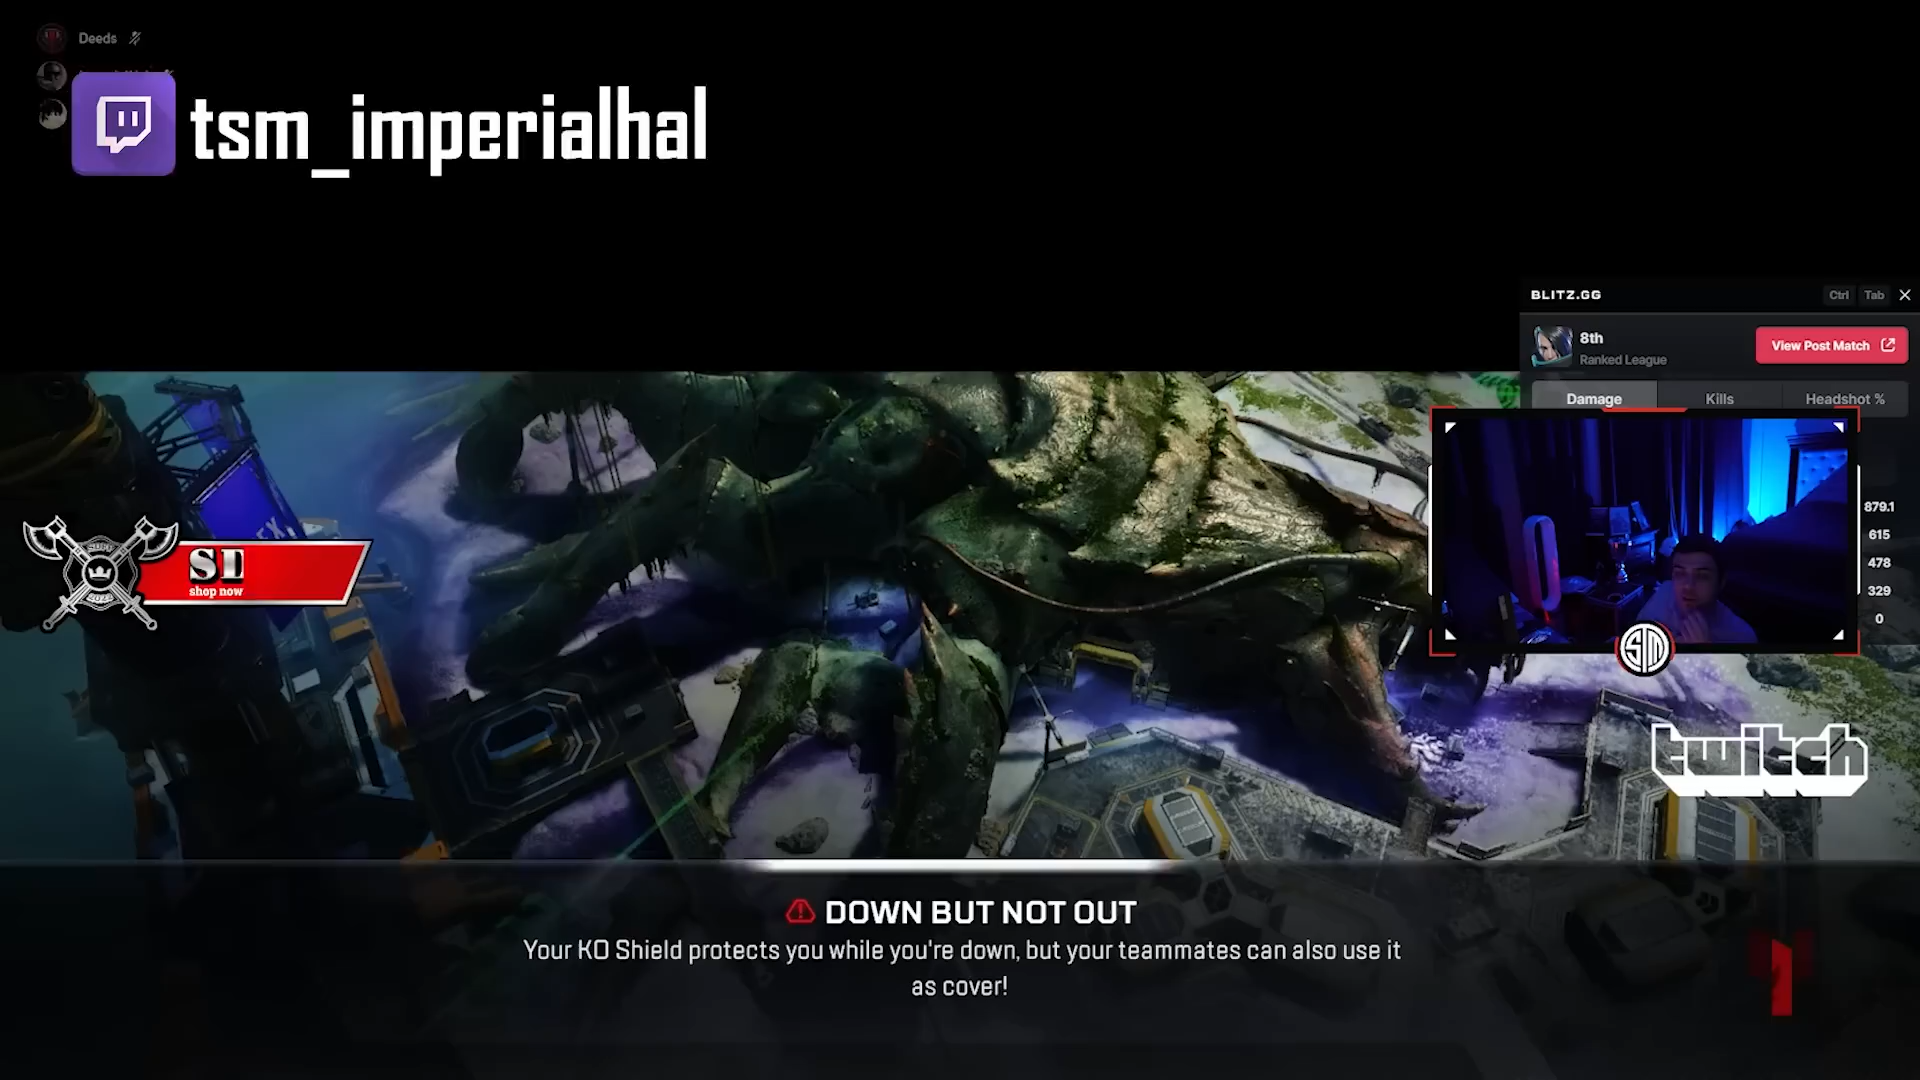 Deeds
tsm_imperialhal
BLITZ.GG
Ctrl
Tab
8th
Ranked League
View Post Match
Damage
Kills
Headshot %
879.1
615
478
329
0
S1
shop now
TSM
twitch
DOWN BUT NOT OUT
Your KO Shield protects you while you're down, but your teammates can also use it
as cover!